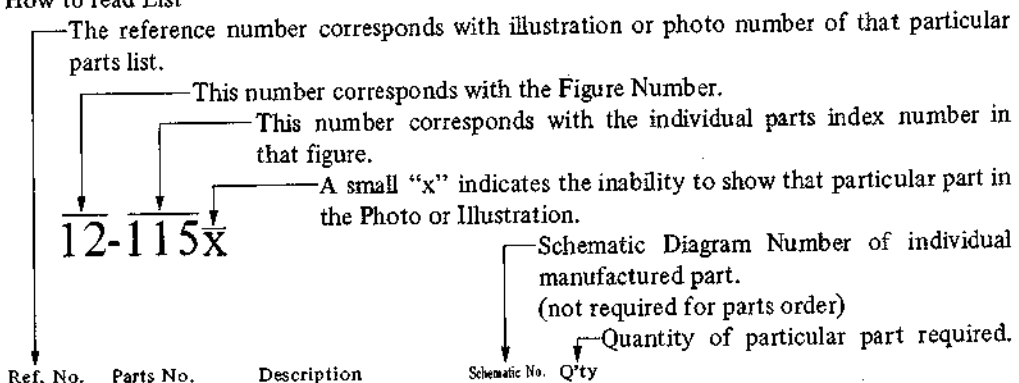 How to read List
The reference number corresponds with illustration or photo number of that particular
parts list.
This number corresponds with the Figure Number.
This number corresponds with the individual parts index number in
that figure.
A small “x” indicates the inability to show that particular part in
the Photo or Illustration.
12-115x
Schematic Diagram Number of individual
manufactured part.
(not required for parts order)
Quantity of particular part required.
Ref. No. Parts No. Description Schematic No. Q'ty